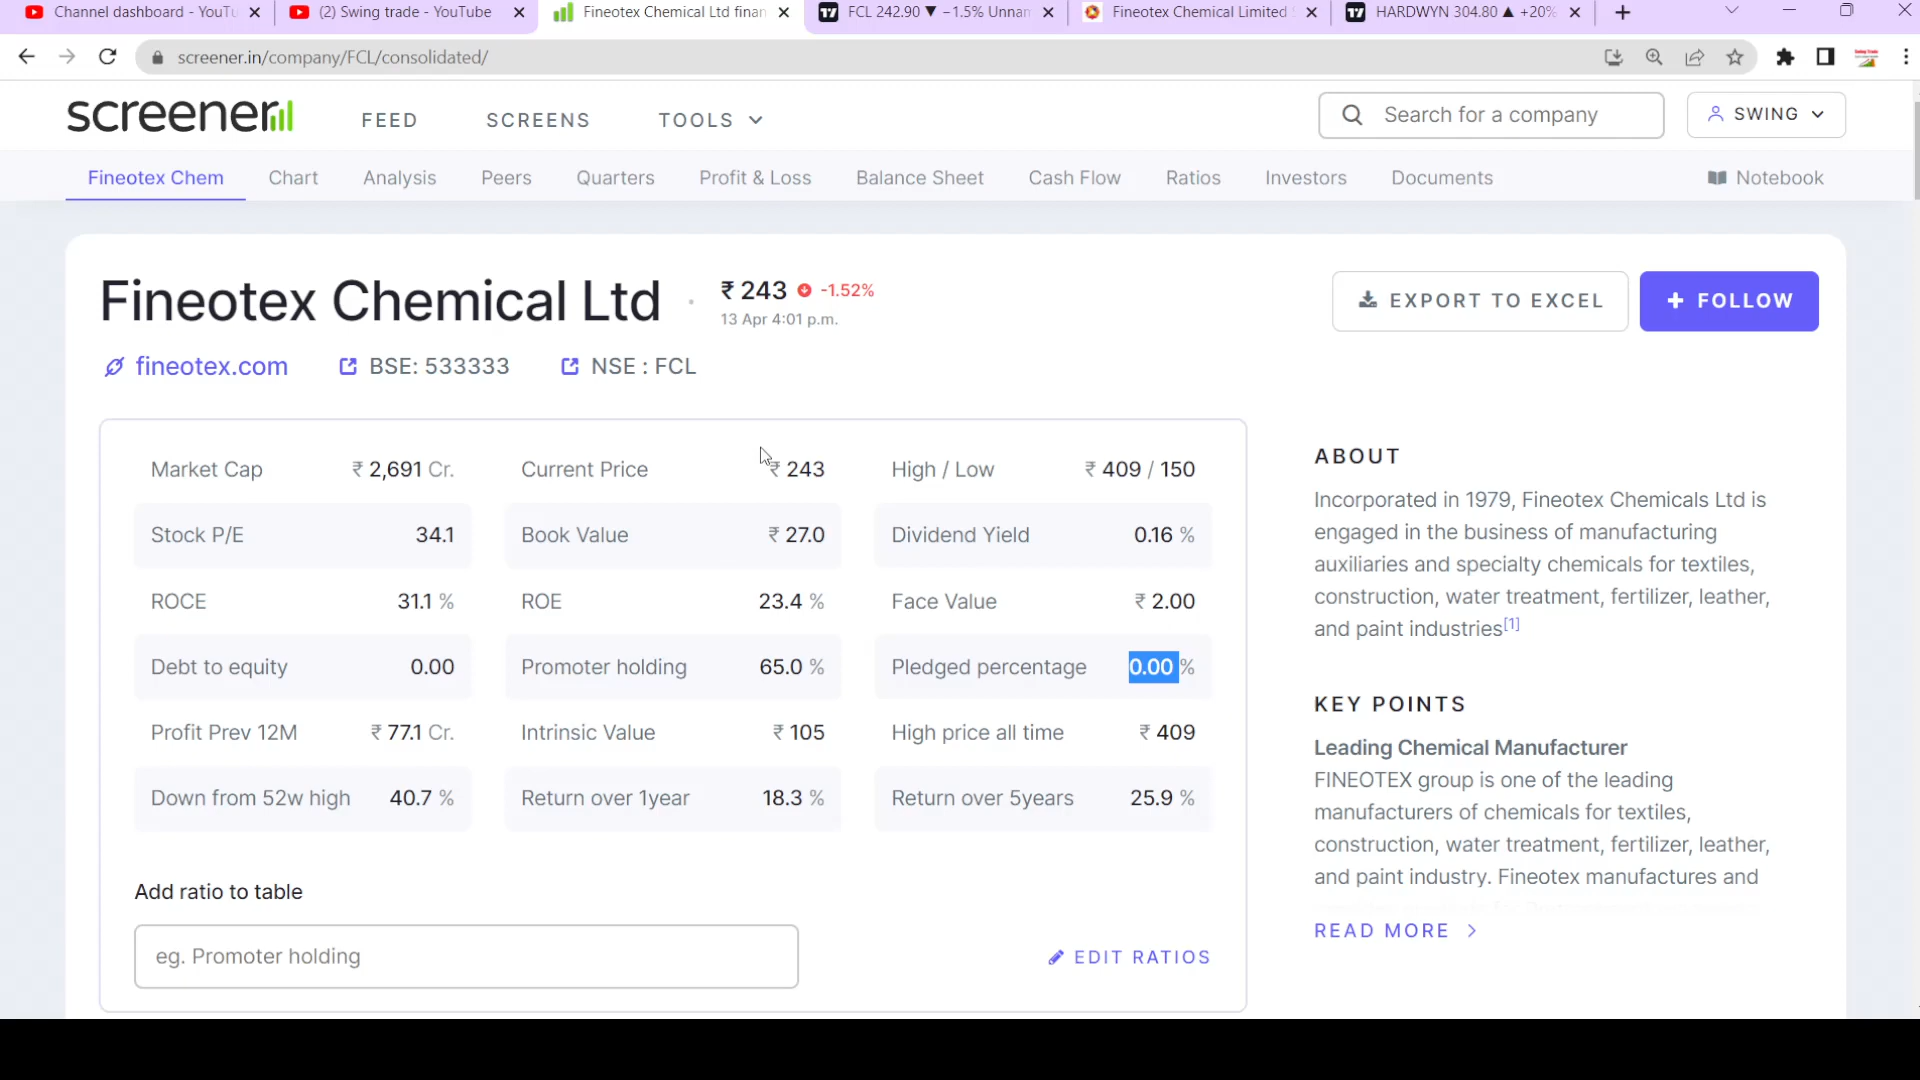 Channel dashboard - YouTu
(2) Swing trade - YouTube
Fineotex Chemical Ltd finan
FCL 242.90 ▼ −1.5% Unnan
Fineotex Chemical Limited
HARDWYN 304.80 ▲ +20%
screener.in/company/FCL/consolidated/
screener
FEED
SCREENS
TOOLS
Search for a company
SWING
Fineotex Chem
Chart
Analysis
Peers
Quarters
Profit & Loss
Balance Sheet
Cash Flow
Ratios
Investors
Documents
Notebook
Fineotex Chemical Ltd
₹ 243 -1.52%
13 Apr 4:01 p.m.
EXPORT TO EXCEL
+ FOLLOW
fineotex.com
BSE: 533333
NSE : FCL
Market Cap ₹ 2,691 Cr.
Current Price ₹ 243
High / Low ₹ 409 / 150
Stock P/E 34.1
Book Value ₹ 27.0
Dividend Yield 0.16 %
ROCE 31.1 %
ROE 23.4 %
Face Value ₹ 2.00
Debt to equity 0.00
Promoter holding 65.0 %
Pledged percentage 0.00 %
Profit Prev 12M ₹ 77.1 Cr.
Intrinsic Value ₹ 105
High price all time ₹ 409
Down from 52w high 40.7 %
Return over 1year 18.3 %
Return over 5years 25.9 %
Add ratio to table
eg. Promoter holding
EDIT RATIOS
ABOUT
Incorporated in 1979, Fineotex Chemicals Ltd is
engaged in the business of manufacturing
auxiliaries and specialty chemicals for textiles,
construction, water treatment, fertilizer, leather,
and paint industries[1]
KEY POINTS
Leading Chemical Manufacturer
FINEOTEX group is one of the leading
manufacturers of chemicals for textiles,
construction, water treatment, fertilizer, leather,
and paint industry. Fineotex manufactures and
READ MORE